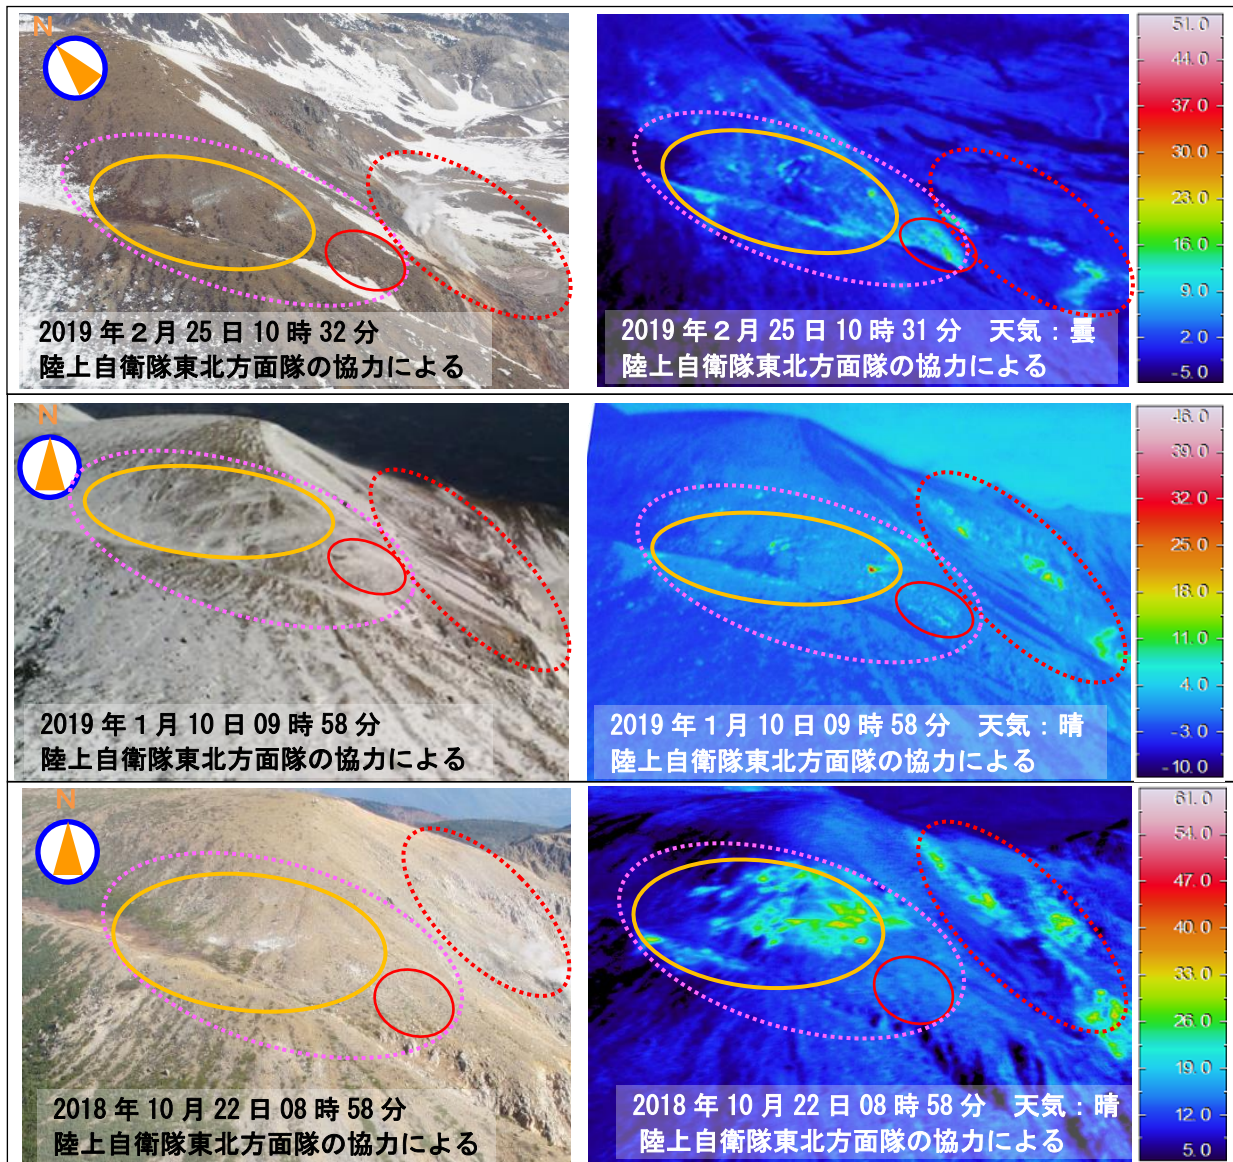 N
2019 年２月 25 日 10 時 32 分
陸上自衛隊東北方面隊の協力による
2019 年２月 25 日 10 時 31 分　天気：曇
陸上自衛隊東北方面隊の協力による
51.0
44.0
37.0
30.0
23.0
16.0
9.0
2.0
-5.0
N
2019 年１月 10 日 09 時 58 分
陸上自衛隊東北方面隊の協力による
2019 年１月 10 日 09 時 58 分　天気：晴
陸上自衛隊東北方面隊の協力による
46.0
39.0
32.0
25.0
18.0
11.0
4.0
-3.0
-10.0
N
2018 年 10 月 22 日 08 時 58 分
陸上自衛隊東北方面隊の協力による
2018 年 10 月 22 日 08 時 58 分　天気：晴
陸上自衛隊東北方面隊の協力による
61.0
54.0
47.0
40.0
33.0
26.0
19.0
12.0
5.0